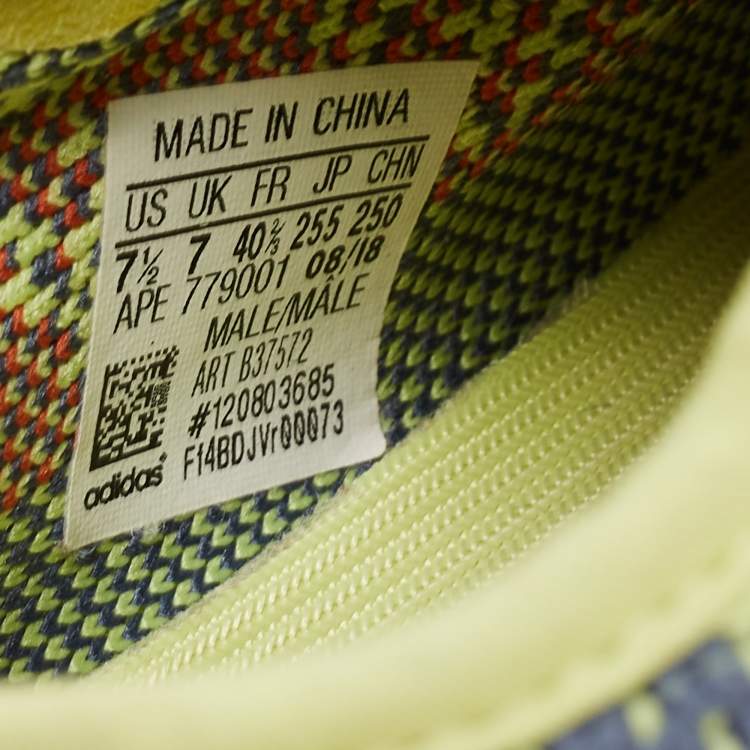 MADE IN CHINA
US UK FR JP CHN
7½ 7 40⅔ 255 250
APE 779001 08/18
MALE/MÂLE
ART B37572
#120803685
adidas®